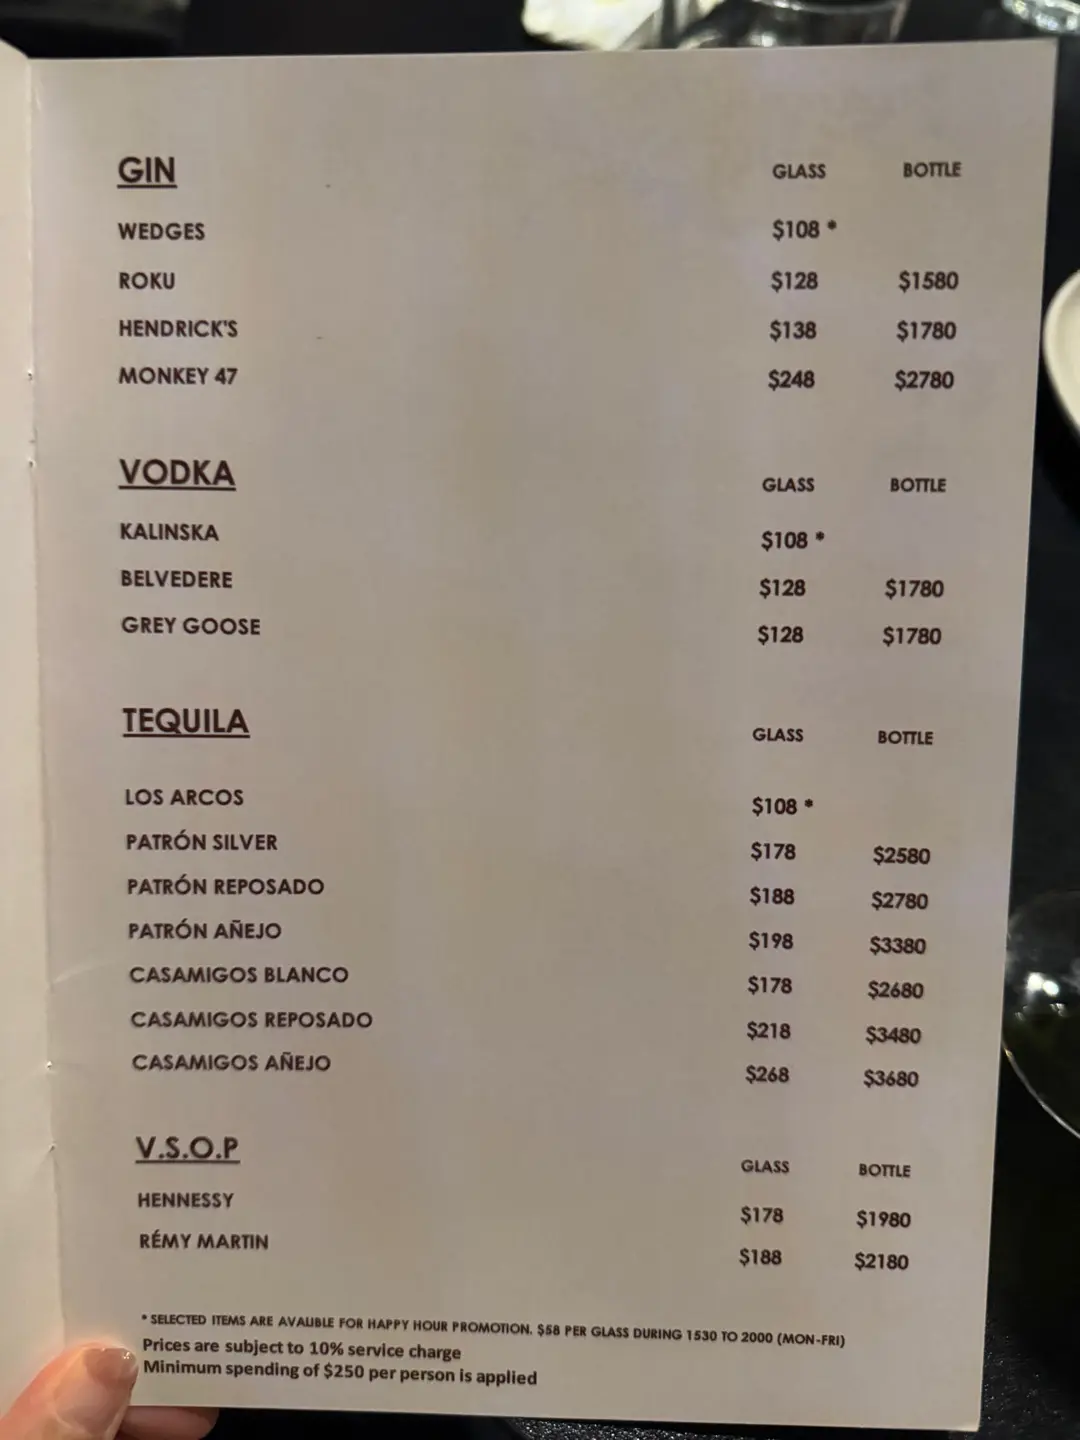 GIN GLASS BOTTLE
WEDGES $108 *
ROKU $128 $1580
HENDRICK'S $138 $1780
MONKEY 47 $248 $2780
VODKA GLASS BOTTLE
KALINSKA $108 *
BELVEDERE $128 $1780
GREY GOOSE $128 $1780
TEQUILA GLASS BOTTLE
LOS ARCOS $108 *
PATRÓN SILVER $178 $2580
PATRÓN REPOSADO $188 $2780
PATRÓN AÑEJO $198 $3380
CASAMIGOS BLANCO $178 $2680
CASAMIGOS REPOSADO $218 $3480
CASAMIGOS AÑEJO $268 $3680
V.S.O.P GLASS BOTTLE
HENNESSY $178 $1980
RÉMY MARTIN $188 $2180
* SELECTED ITEMS ARE AVALIBLE FOR HAPPY HOUR PROMOTION. $58 PER GLASS DURING 1530 TO 2000 (MON-FRI)
Prices are subject to 10% service charge
Minimum spending of $250 per person is applied